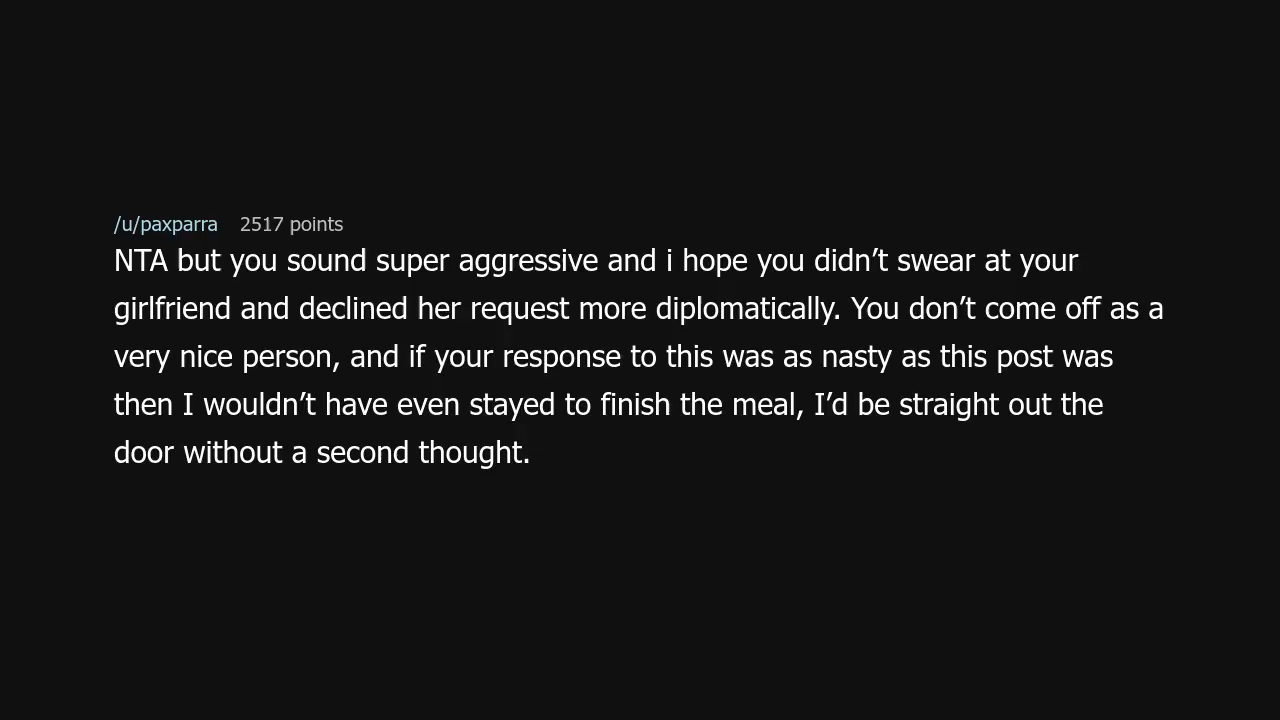 /u/paxparra 2517 points
NTA but you sound super aggressive and i hope you didn’t swear at your
girlfriend and declined her request more diplomatically. You don’t come off as a
very nice person, and if your response to this was as nasty as this post was
then I wouldn’t have even stayed to finish the meal, I’d be straight out the
door without a second thought.